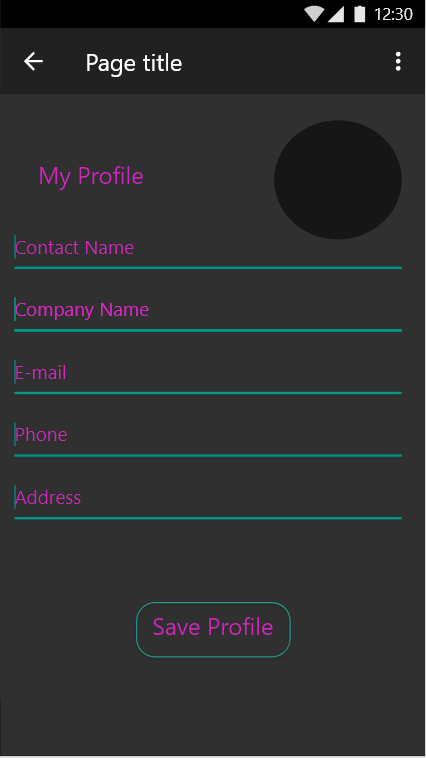 12:30
Page title
My Profile
Contact Name
Company Name
E-mail
Phone
Address
Save Profile